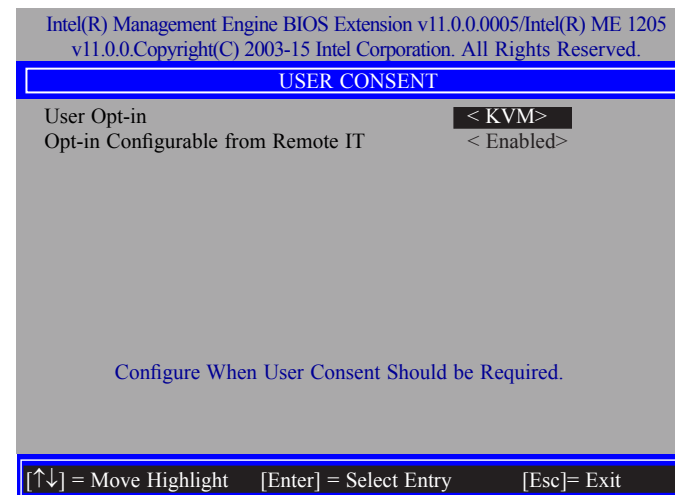 Intel(R) Management Engine BIOS Extension v11.0.0.0005/Intel(R) ME 1205
v11.0.0.Copyright(C) 2003-15 Intel Corporation. All Rights Reserved.
USER CONSENT
User Opt-in < KVM>
Opt-in Configurable from Remote IT < Enabled>
Configure When User Consent Should be Required.
[↑↓] = Move Highlight [Enter] = Select Entry [Esc]= Exit